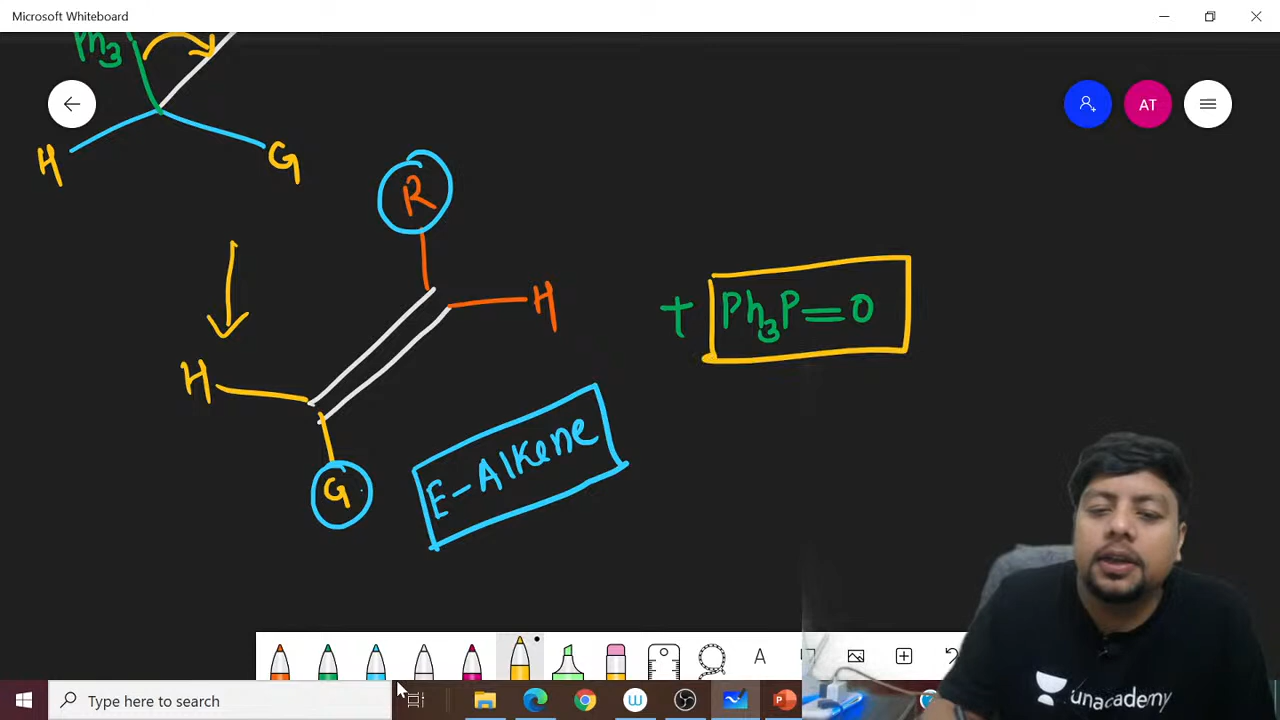 Microsoft Whiteboard
Ph3
AT
H
G
R
H
+ Ph3P=O
H
E-Alkene
G
A
Type here to search
unacademy